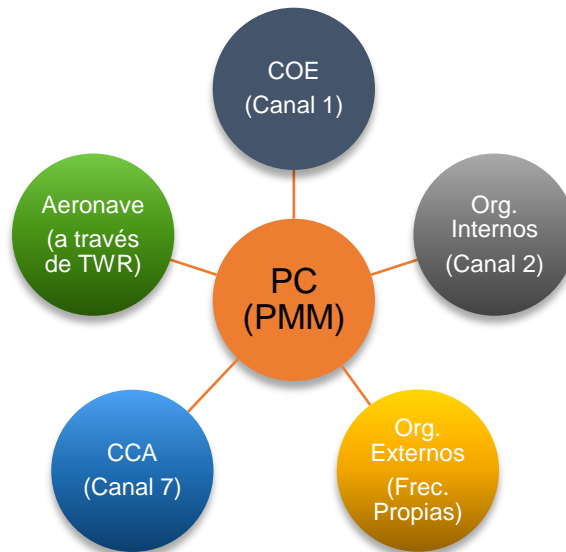 COE
(Canal 1)
Aeronave
(a través
de TWR)
Org.
Internos
(Canal 2)
PC
(PMM)
CCA
(Canal 7)
Org.
Externos
(Frec.
Propias)